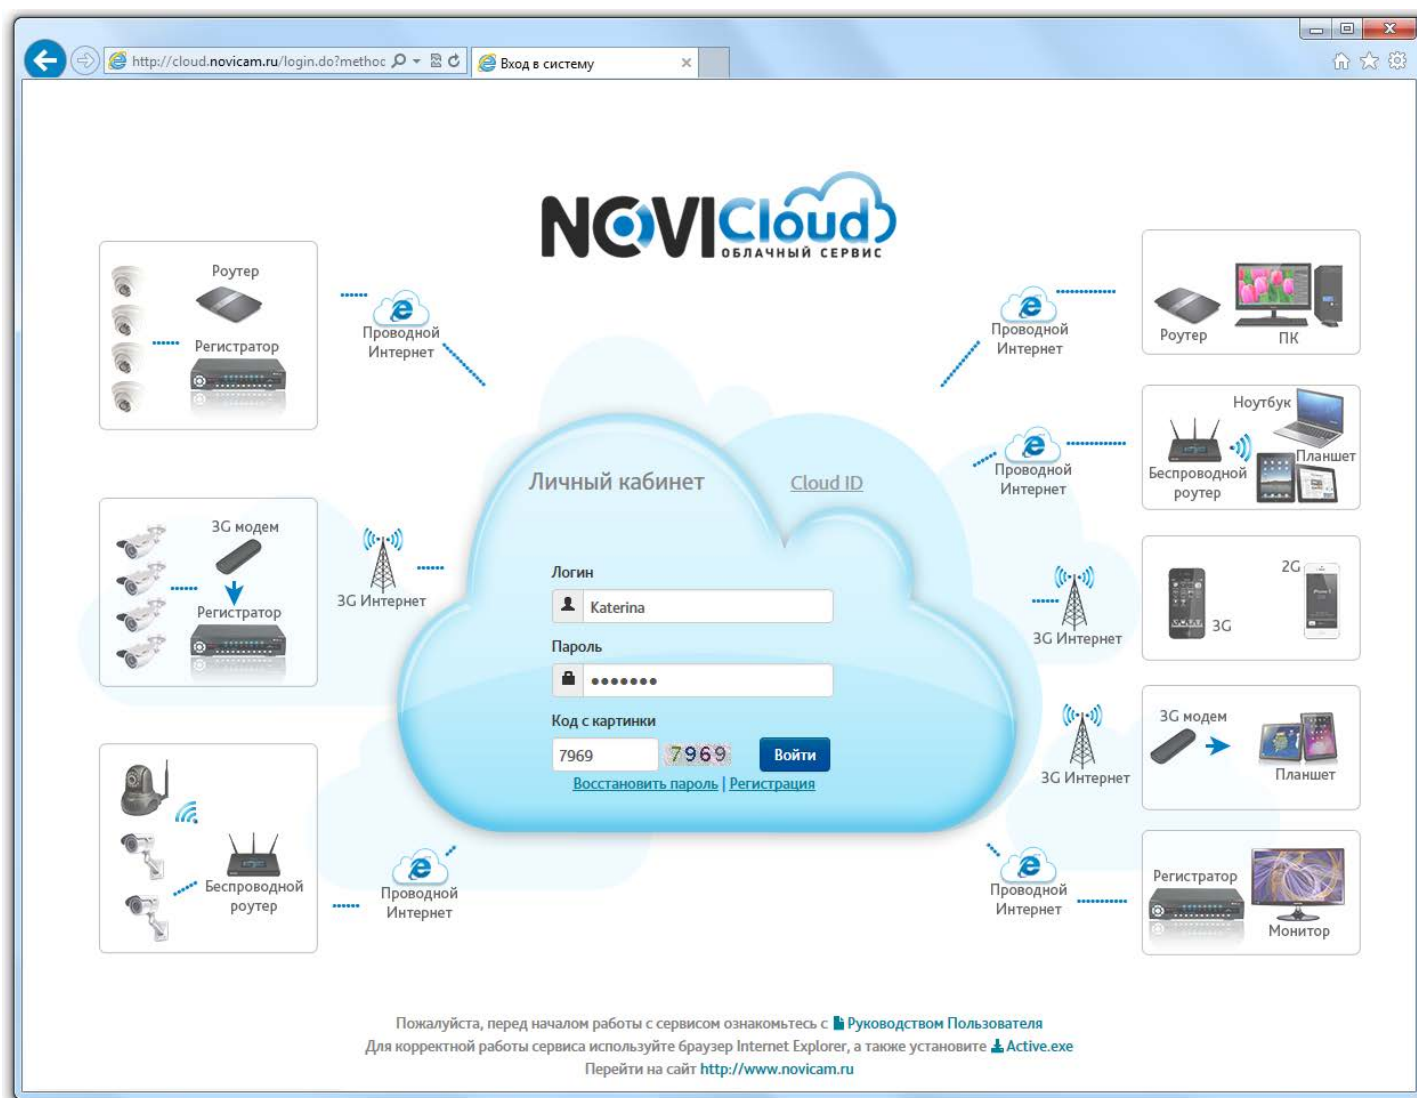 http://cloud.novicam.ru/login.do?method
Вход в систему
NOVICloud
ОБЛАЧНЫЙ СЕРВИС
Роутер
Регистратор
Проводной
Интернет
3G модем
Регистратор
3G Интернет
Беспроводной
роутер
Проводной
Интернет
Личный кабинет
Cloud ID
Логин
Katerina
Пароль
•••••••
Код с картинки
7969 7969 Войти
Восстановить пароль | Регистрация
Проводной
Интернет
Роутер
ПК
Проводной
Интернет
Ноутбук
Планшет
Беспроводной
роутер
3G Интернет
3G
2G
3G Интернет
3G модем
Планшет
Проводной
Интернет
Регистратор
Монитор
Пожалуйста, перед началом работы с сервисом ознакомьтесь с Руководством Пользователя
Для корректной работы сервиса используйте браузер Internet Explorer, а также установите Active.exe
Перейти на сайт http://www.novicam.ru